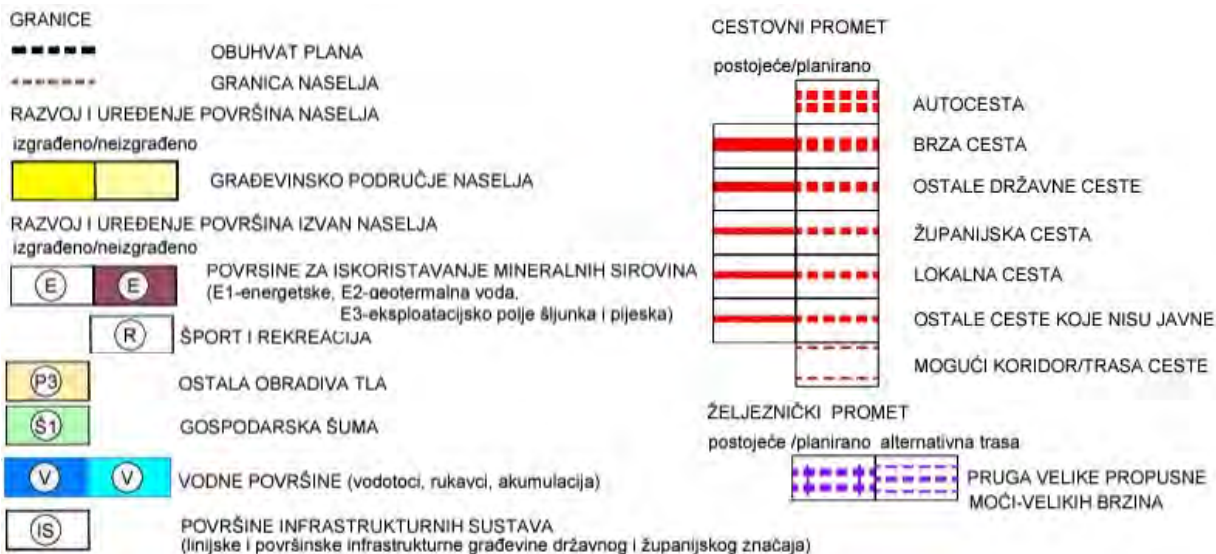 GRANICE
OBUHVAT PLANA
GRANICA NASELJA
RAZVOJ I UREĐENJE POVRŠINA NASELJA
izgrađeno/neizgrađeno
GRAĐEVINSKO PODRUČJE NASELJA
RAZVOJ I UREĐENJE POVRŠINA IZVAN NASELJA
izgrađeno/neizgrađeno
E E POVRSINE ZA ISKORISTAVANJE MINERALNIH SIROVINA
(E1-energetske, E2-geotermalna voda,
E3-eksploatacijsko polje šljunka i pijeska)
R ŠPORT I REKREACIJA
P3 OSTALA OBRADIVA TLA
Š1 GOSPODARSKA ŠUMA
V V VODNE POVRŠINE (vodotoci, rukavci, akumulacija)
IS POVRŠINE INFRASTRUKTURNIH SUSTAVA
(linijske i površinske infrastrukturne građevine državnog i županijskog značaja)
CESTOVNI PROMET
postojeće/planirano
AUTOCESTA
BRZA CESTA
OSTALE DRŽAVNE CESTE
ŽUPANIJSKA CESTA
LOKALNA CESTA
OSTALE CESTE KOJE NISU JAVNE
MOGUĆI KORIDOR/TRASA CESTE
ŽELJEZNIČKI PROMET
postoječe /planirano alternativna trasa
PRUGA VELIKE PROPUSNE
MOĆI-VELIKIH BRZINA